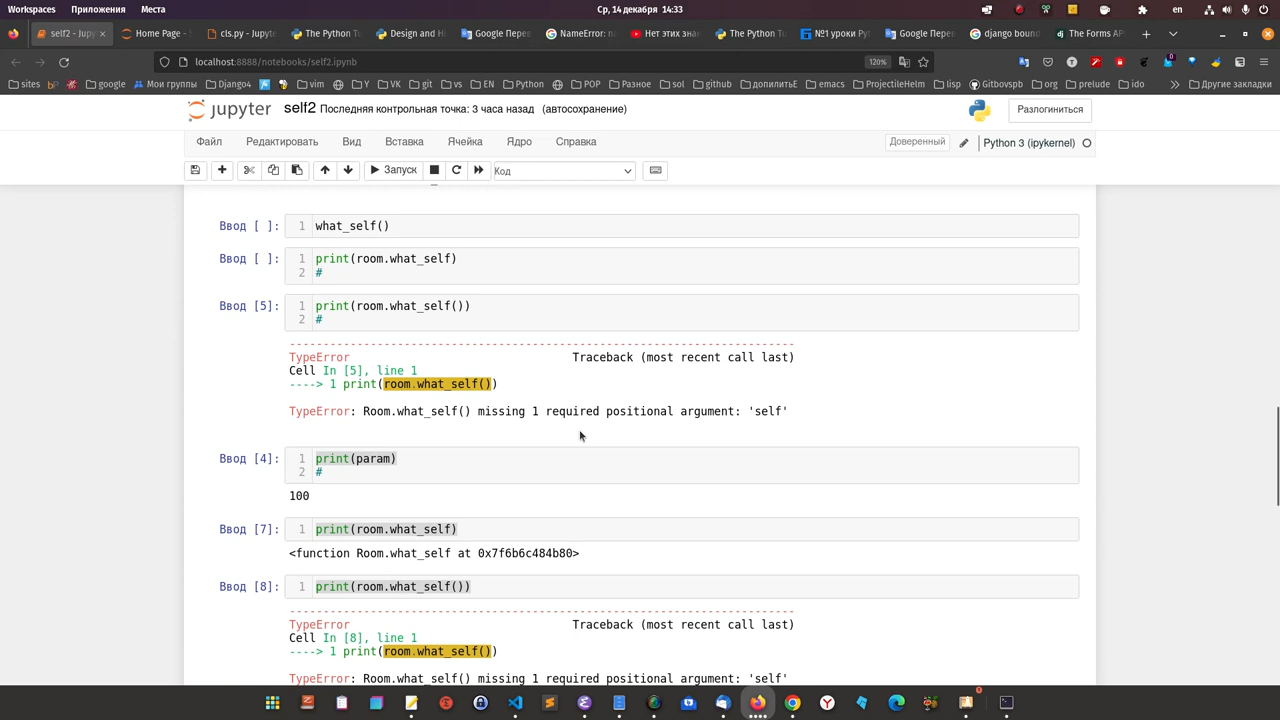 Workspaces Приложения Места Ср, 14 декабря 14:33 en
self2 - Jupy Home Page - cls.py - Jupyte The Python Tu Design and Hi Google Перев NameError: na Нет этих знан The Python Tu №1 уроки Py Google Перев django bound The Forms API
localhost:8888/notebooks/self2.ipynb 120%
sites google Мои группы Django4 vim2 Y VK git vs EN Python POP Разное sol github допилитьЕ emacs ProjectileHelm lisp Gitbovspb org prelude ido Другие закладки
jupyter self2 Последняя контрольная точка: 3 часа назад (автосохранение) Разлогиниться
Файл Редактировать Вид Вставка Ячейка Ядро Справка Доверенный Python 3 (ipykernel)
Запуск Код
Ввод [ ]: 1 what_self()
Ввод [ ]: 1 print(room.what_self)
2 #
Ввод [5]: 1 print(room.what_self())
2 #
---------------------------------------------------------------------------
TypeError Traceback (most recent call last)
Cell In [5], line 1
----> 1 print(room.what_self())
TypeError: Room.what_self() missing 1 required positional argument: 'self'
Ввод [4]: 1 print(param)
2 #
100
Ввод [7]: 1 print(room.what_self)
<function Room.what_self at 0x7f6b6c484b80>
Ввод [8]: 1 print(room.what_self())
---------------------------------------------------------------------------
TypeError Traceback (most recent call last)
Cell In [8], line 1
----> 1 print(room.what_self())
TypeError: Room.what_self() missing 1 required positional argument: 'self'